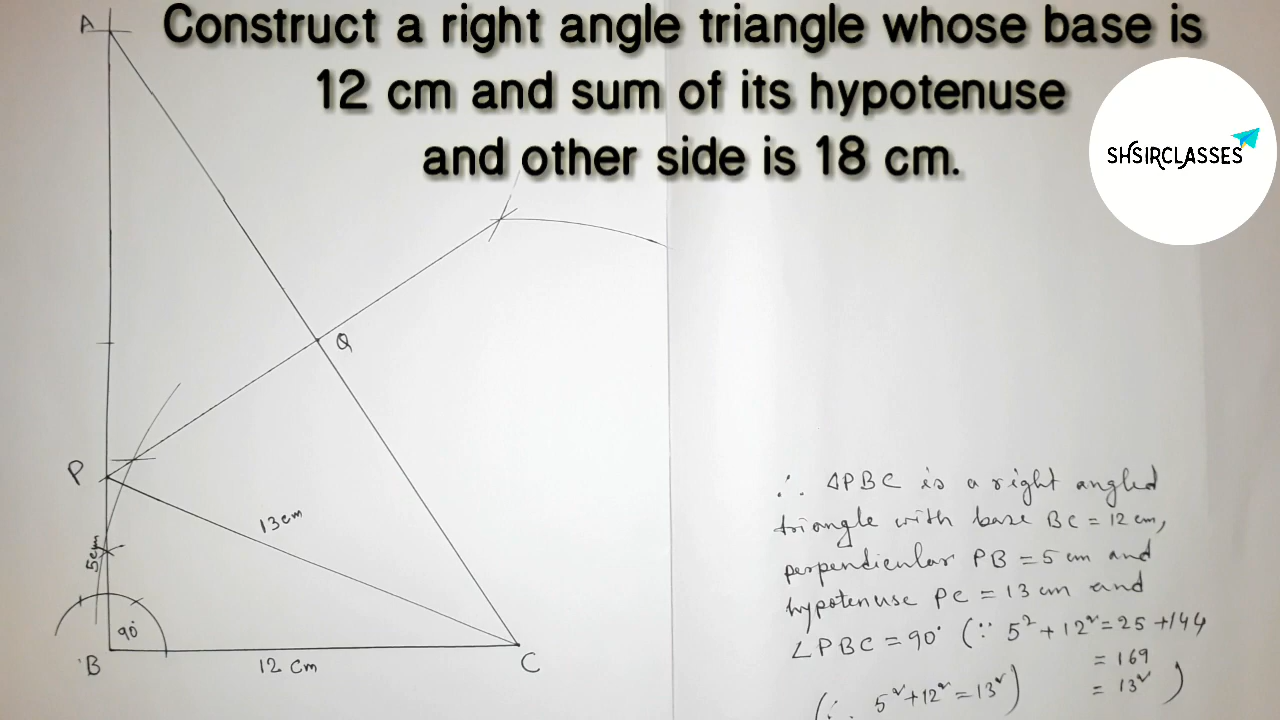 Construct a right angle triangle whose base is
12 cm and sum of its hypotenuse
and other side is 18 cm.
SHSIRCLASSES
A
Q
P
13cm
5cm
90°
B
12 cm
C
∴ ΔPBC is a right angled
triangle with base BC = 12 cm,
perpendicular PB = 5 cm and
hypotenuse PC = 13 cm and
∠PBC = 90° (∵ 5² + 12² = 25 + 144
= 169
(∴ 5² + 12² = 13²) = 13² )